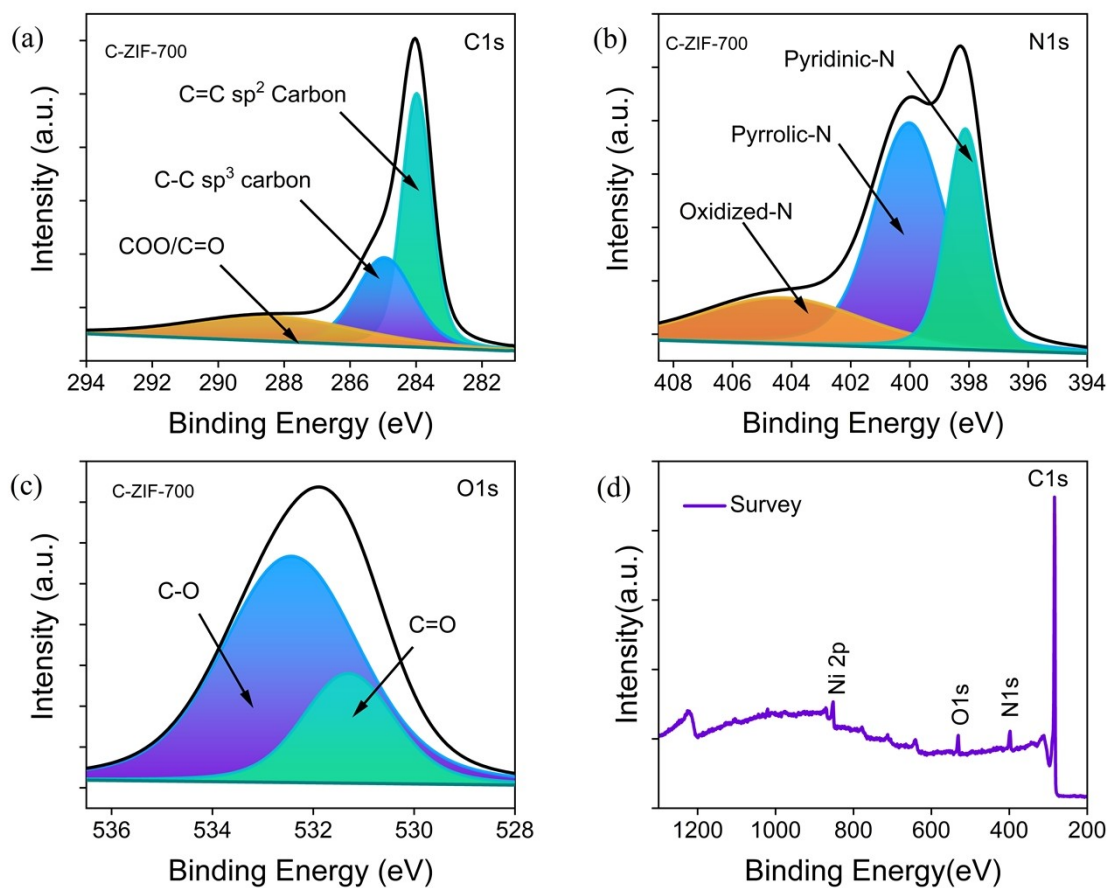 (a)
C-ZIF-700
C1s
C=C sp² Carbon
C-C sp³ carbon
COO/C=O
Intensity (a.u.)
294 292 290 288 286 284 282
Binding Energy (eV)
(b)
C-ZIF-700
N1s
Pyridinic-N
Pyrrolic-N
Oxidized-N
Intensity (a.u.)
408 406 404 402 400 398 396 394
Binding Energy (eV)
(c)
C-ZIF-700
O1s
C-O
C=O
Intensity (a.u.)
536 534 532 530 528
Binding Energy (eV)
(d)
C1s
Survey
Ni 2p
O1s
N1s
Intensity(a.u.)
1200 1000 800 600 400 200
Binding Energy(eV)